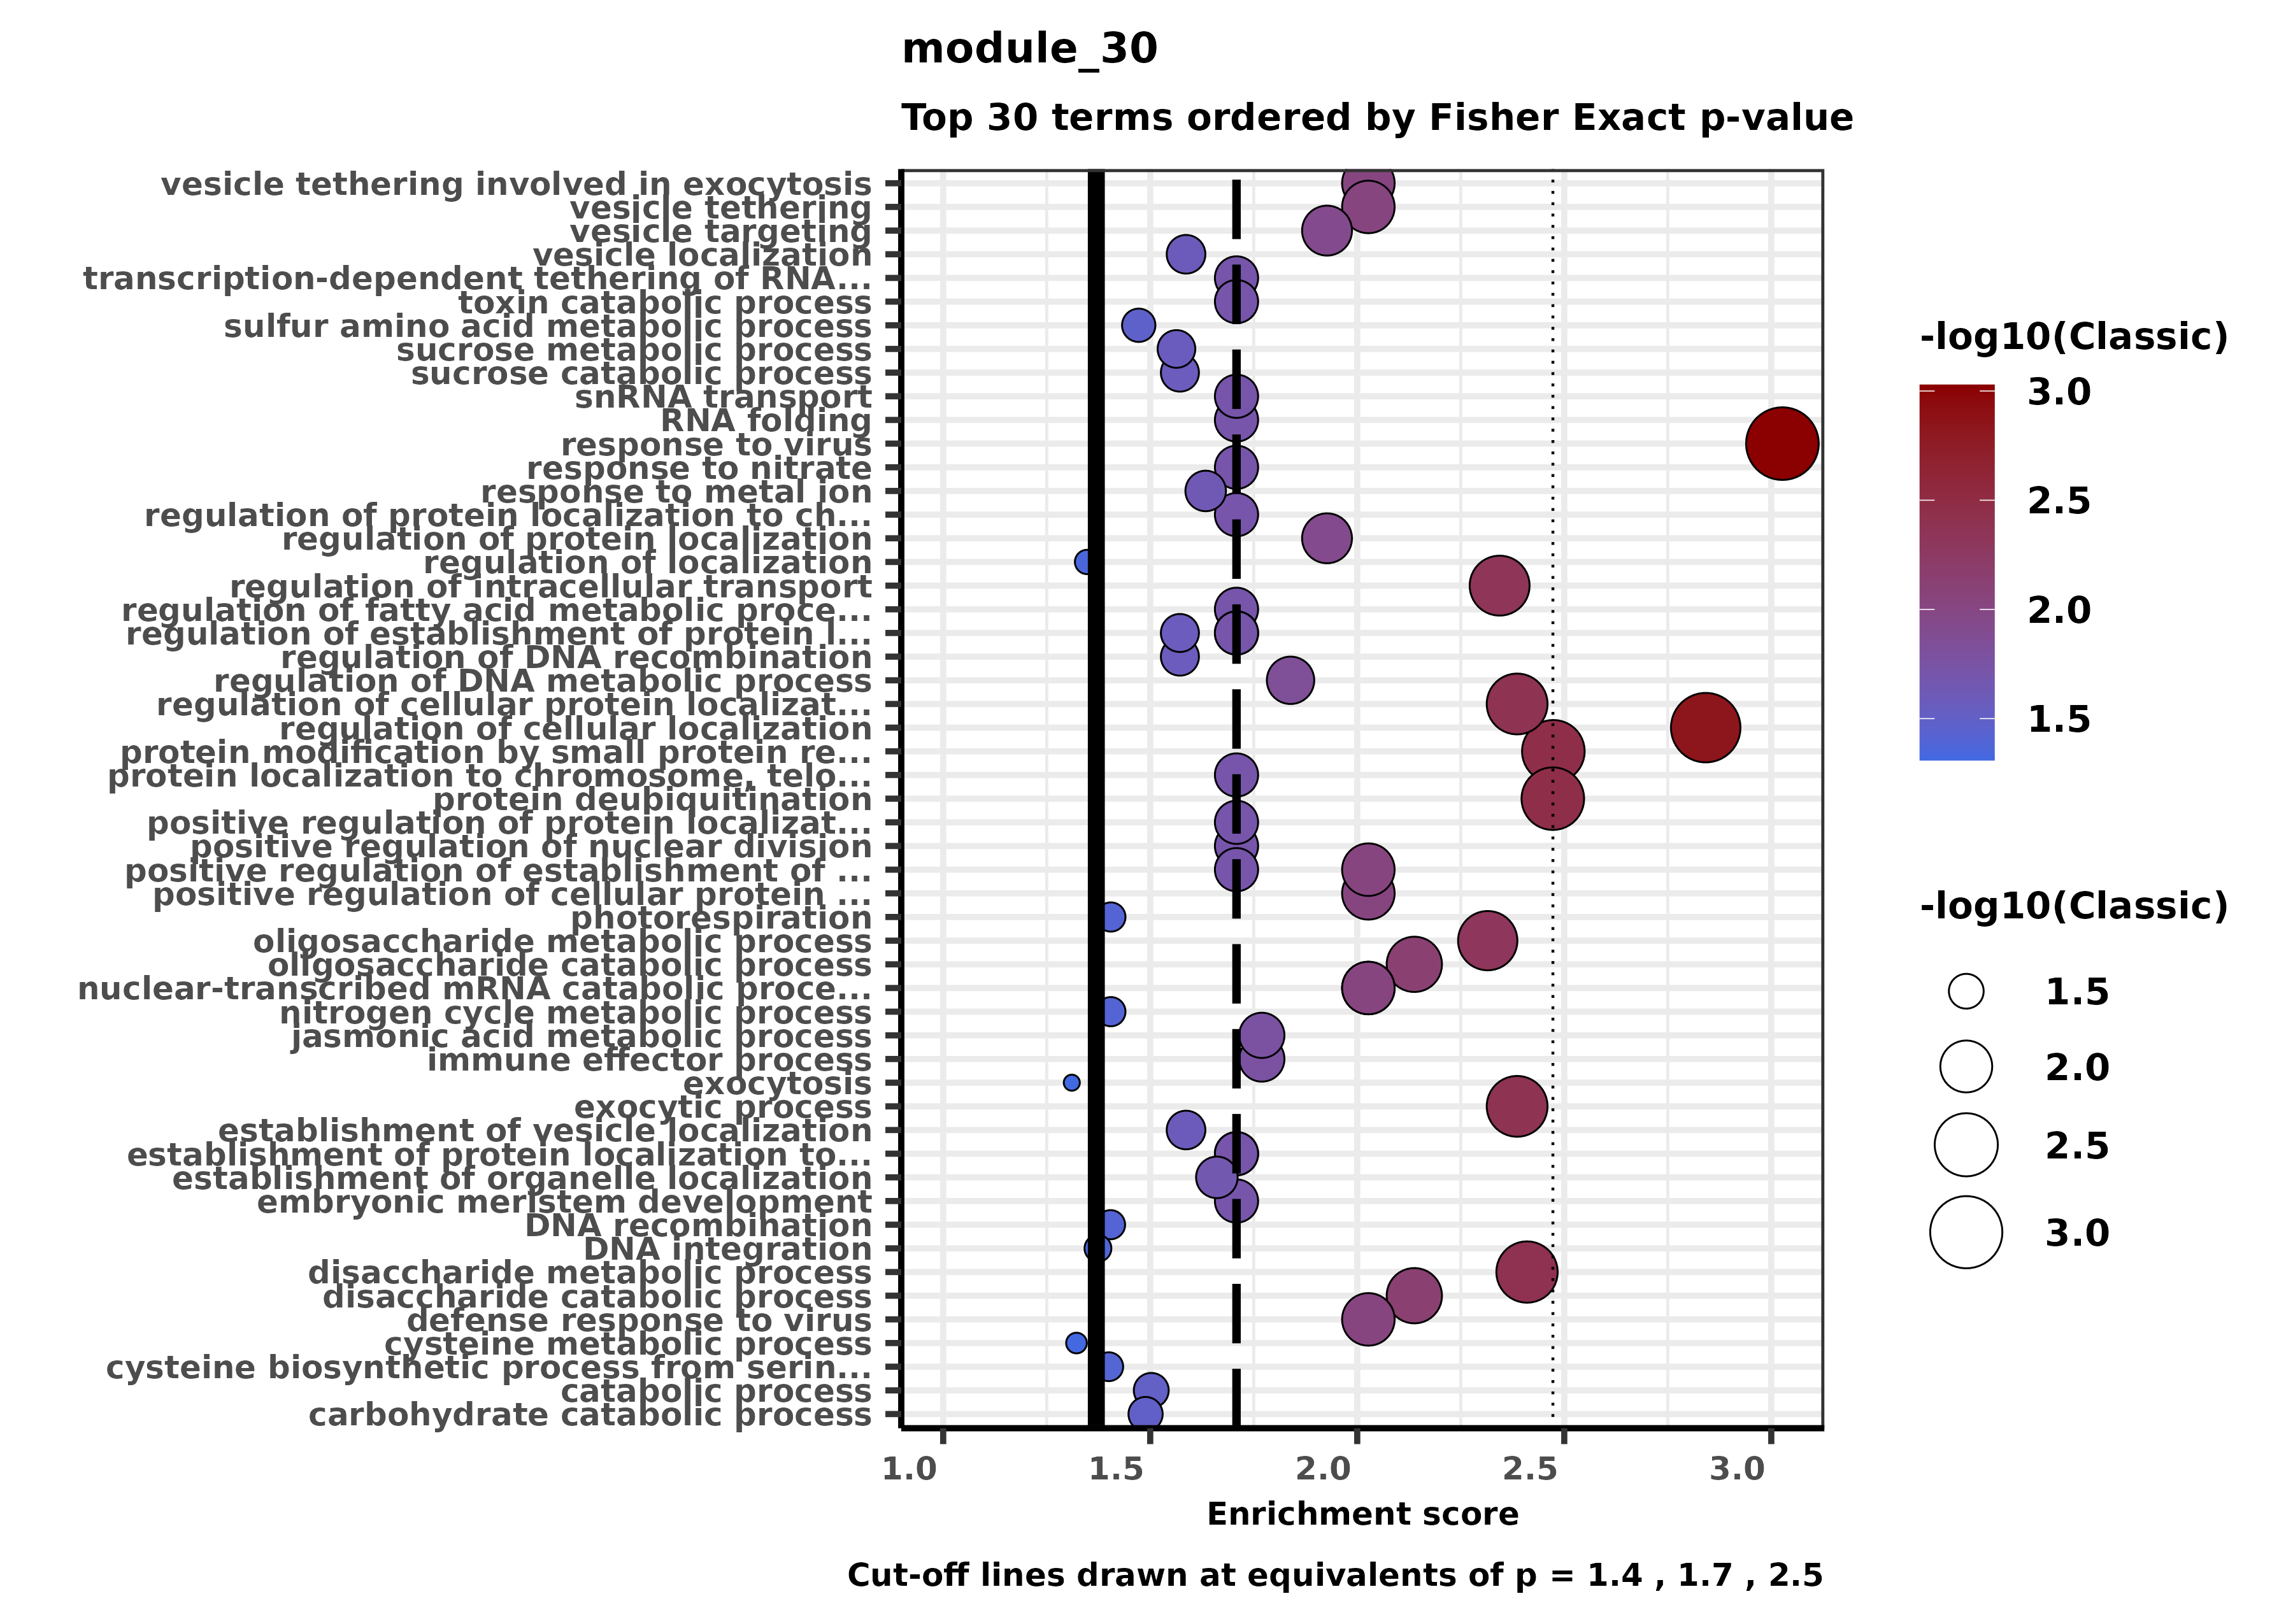 module_30
Top 30 terms ordered by Fisher Exact p-value
vesicle tethering involved in exocytosis
vesicle tethering
vesicle targeting
vesicle localization
transcription-dependent tethering of RNA...
toxin catabolic process
sulfur amino acid metabolic process
sucrose metabolic process
sucrose catabolic process
snRNA transport
RNA folding
response to virus
response to nitrate
response to metal ion
regulation of protein localization to ch...
regulation of protein localization
regulation of localization
regulation of intracellular transport
regulation of fatty acid metabolic proce...
regulation of establishment of protein l...
regulation of DNA recombination
regulation of DNA metabolic process
regulation of cellular protein localizat...
regulation of cellular localization
protein modification by small protein re...
protein localization to chromosome, telo...
protein deubiquitination
positive regulation of protein localizat...
positive regulation of nuclear division
positive regulation of establishment of ...
positive regulation of cellular protein ...
photorespiration
oligosaccharide metabolic process
oligosaccharide catabolic process
nuclear-transcribed mRNA catabolic proce...
nitrogen cycle metabolic process
jasmonic acid metabolic process
immune effector process
exocytosis
exocytic process
establishment of vesicle localization
establishment of protein localization to...
establishment of organelle localization
embryonic meristem development
DNA recombination
DNA integration
disaccharide metabolic process
disaccharide catabolic process
defense response to virus
cysteine metabolic process
cysteine biosynthetic process from serin...
catabolic process
carbohydrate catabolic process
1.0 1.5 2.0 2.5 3.0
Enrichment score
Cut-off lines drawn at equivalents of p = 1.4 , 1.7 , 2.5
-log10(Classic)
3.0
2.5
2.0
1.5
-log10(Classic)
1.5
2.0
2.5
3.0